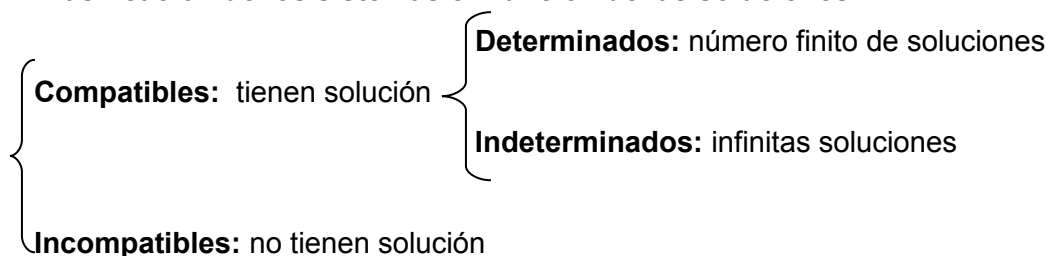 Determinados: número finito de soluciones
Compatibles: tienen solución
Indeterminados: infinitas soluciones
Incompatibles: no tienen solución